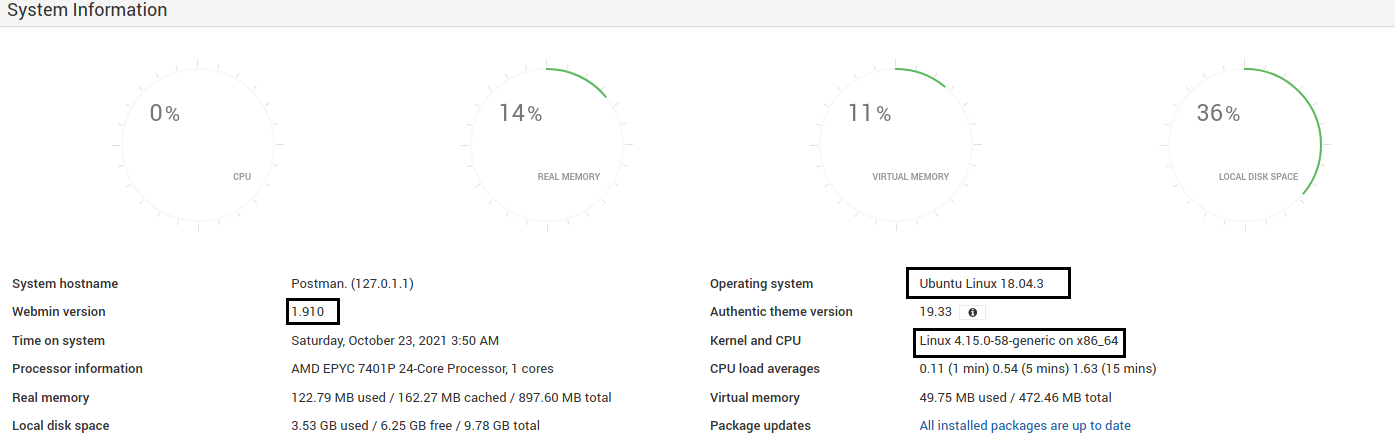 System Information
0%
CPU
14%
REAL MEMORY
11%
VIRTUAL MEMORY
36%
LOCAL DISK SPACE
System hostname Postman. (127.0.1.1) Operating system Ubuntu Linux 18.04.3
Webmin version 1.910 Authentic theme version 19.33
Time on system Saturday, October 23, 2021 3:50 AM Kernel and CPU Linux 4.15.0-58-generic on x86_64
Processor information AMD EPYC 7401P 24-Core Processor, 1 cores CPU load averages 0.11 (1 min) 0.54 (5 mins) 1.63 (15 mins)
Real memory 122.79 MB used / 162.27 MB cached / 897.60 MB total Virtual memory 49.75 MB used / 472.46 MB total
Local disk space 3.53 GB used / 6.25 GB free / 9.78 GB total Package updates All installed packages are up to date